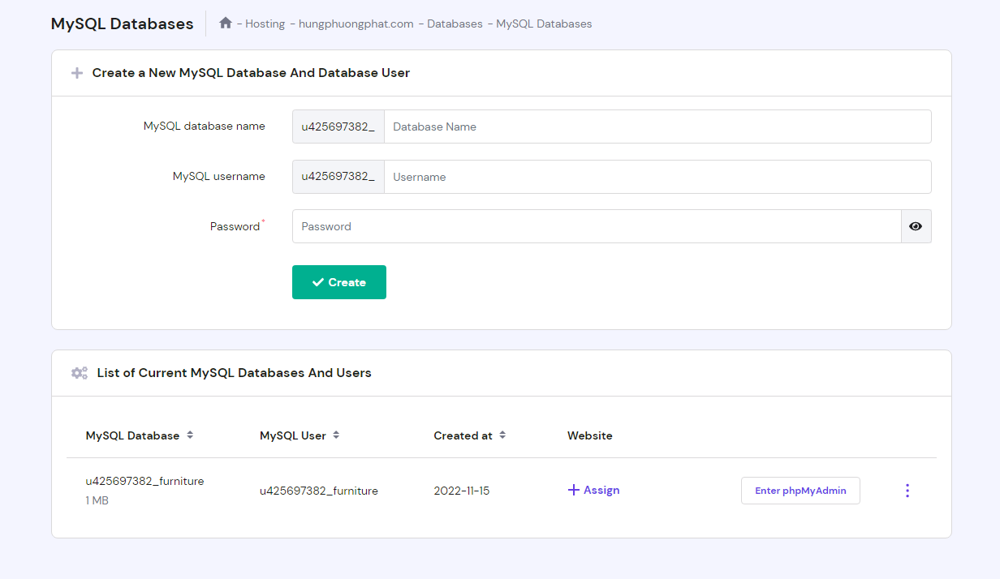 MySQL Databases
- Hosting - hungphuongphat.com - Databases - MySQL Databases
Create a New MySQL Database And Database User
MySQL database name u425697382_ Database Name
MySQL username u425697382_ Username
Password* Password
Create
List of Current MySQL Databases And Users
MySQL Database MySQL User Created at Website
u425697382_furniture
1 MB
u425697382_furniture 2022-11-15 Assign Enter phpMyAdmin